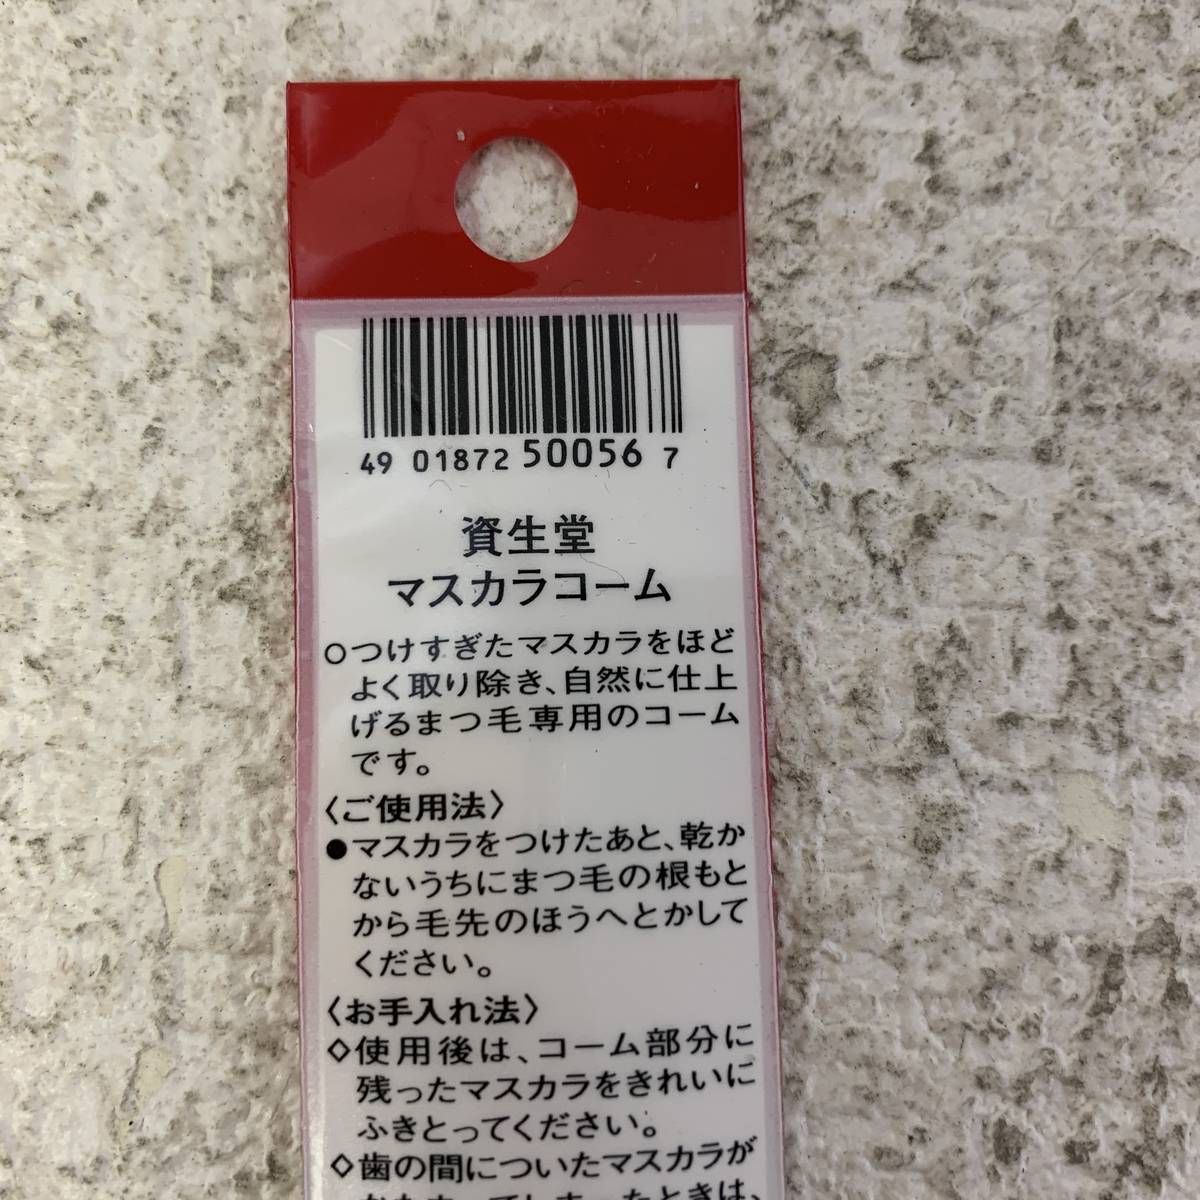 49 01872 50056 7
資生堂
マスカラコーム
○つけすぎたマスカラをほど
よく取り除き、自然に仕上
げるまつ毛専用のコーム
です。
〈ご使用法〉
●マスカラをつけたあと、乾か
ないうちにまつ毛の根もと
から毛先のほうへとかして
ください。
〈お手入れ法〉
◇使用後は、コーム部分に
残ったマスカラをきれいに
ふきとってください。
◇歯の間についたマスカラが